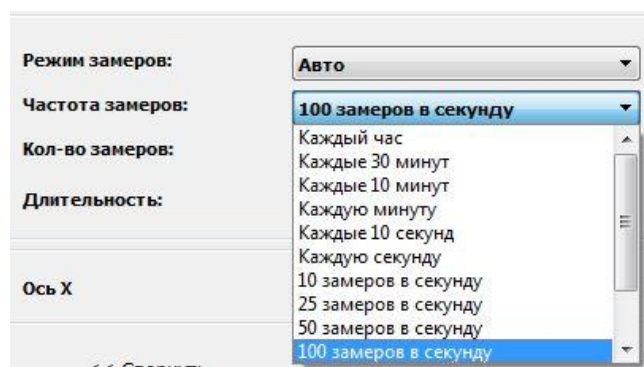 Режим замеров:
Авто
Частота замеров:
100 замеров в секунду
Кол-во замеров:
Длительность:
Каждый час
Каждые 30 минут
Каждые 10 минут
Каждую минуту
Каждые 10 секунд
Каждую секунду
10 замеров в секунду
25 замеров в секунду
50 замеров в секунду
100 замеров в секунду
Ось X